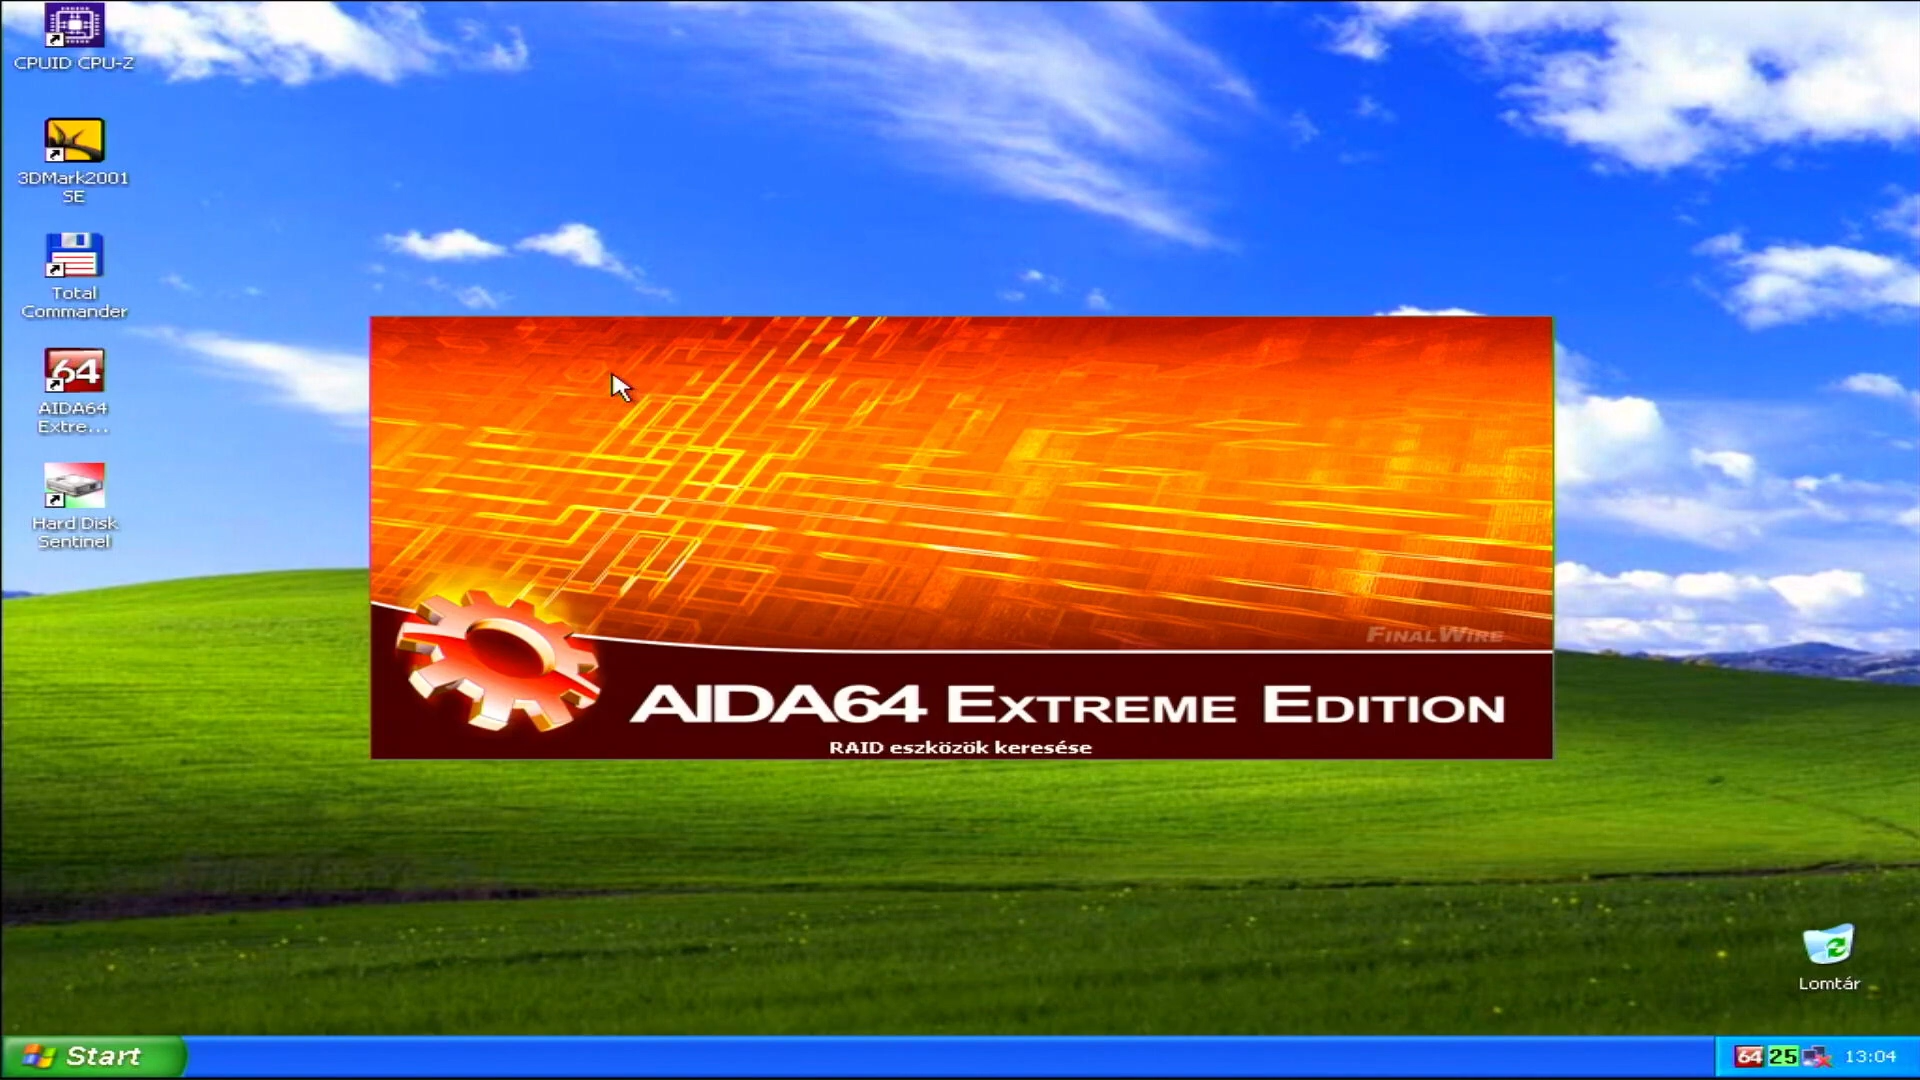 CPUID CPU-Z
3DMark2001
SE
Total
Commander
64
AIDA64
Extre...
Hard Disk
Sentinel
FINALWIRE
AIDA64 EXTREME EDITION
RAID eszközök keresése
Lomtár
Start
64
25
13:04